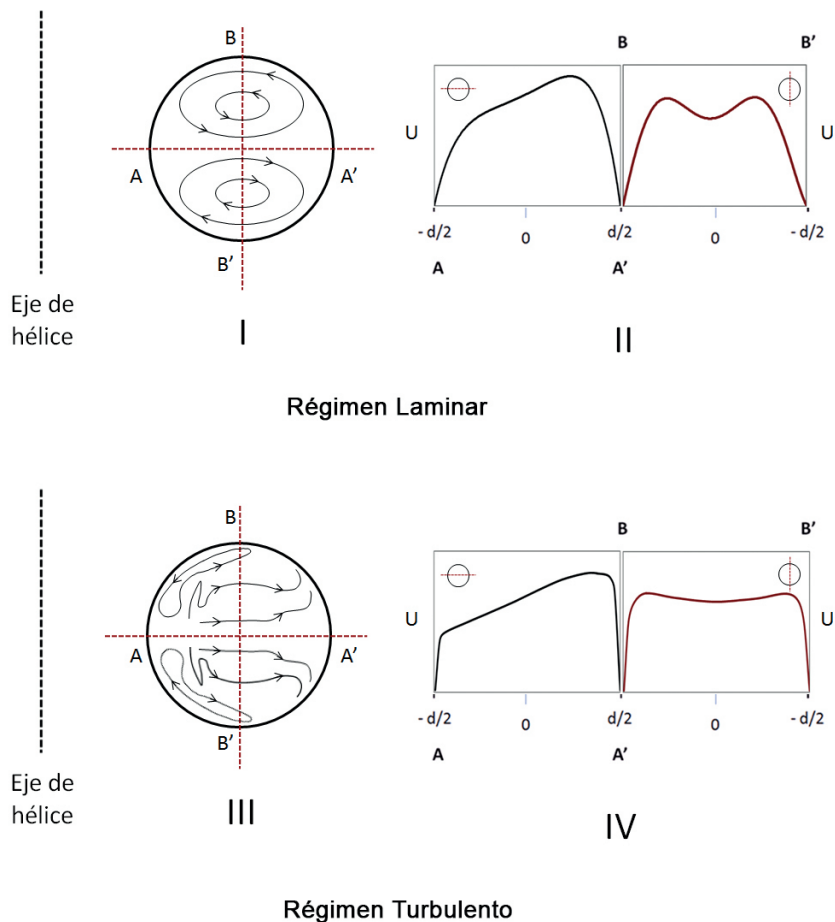 B
A
A'
B'
Eje de
hélice
I
B
B'
U
U
- d/2
0
d/2
0
- d/2
A
A'
II
Régimen Laminar
B
A
A'
B'
Eje de
hélice
III
B
B'
U
U
- d/2
0
d/2
0
- d/2
A
A'
IV
Régimen Turbulento